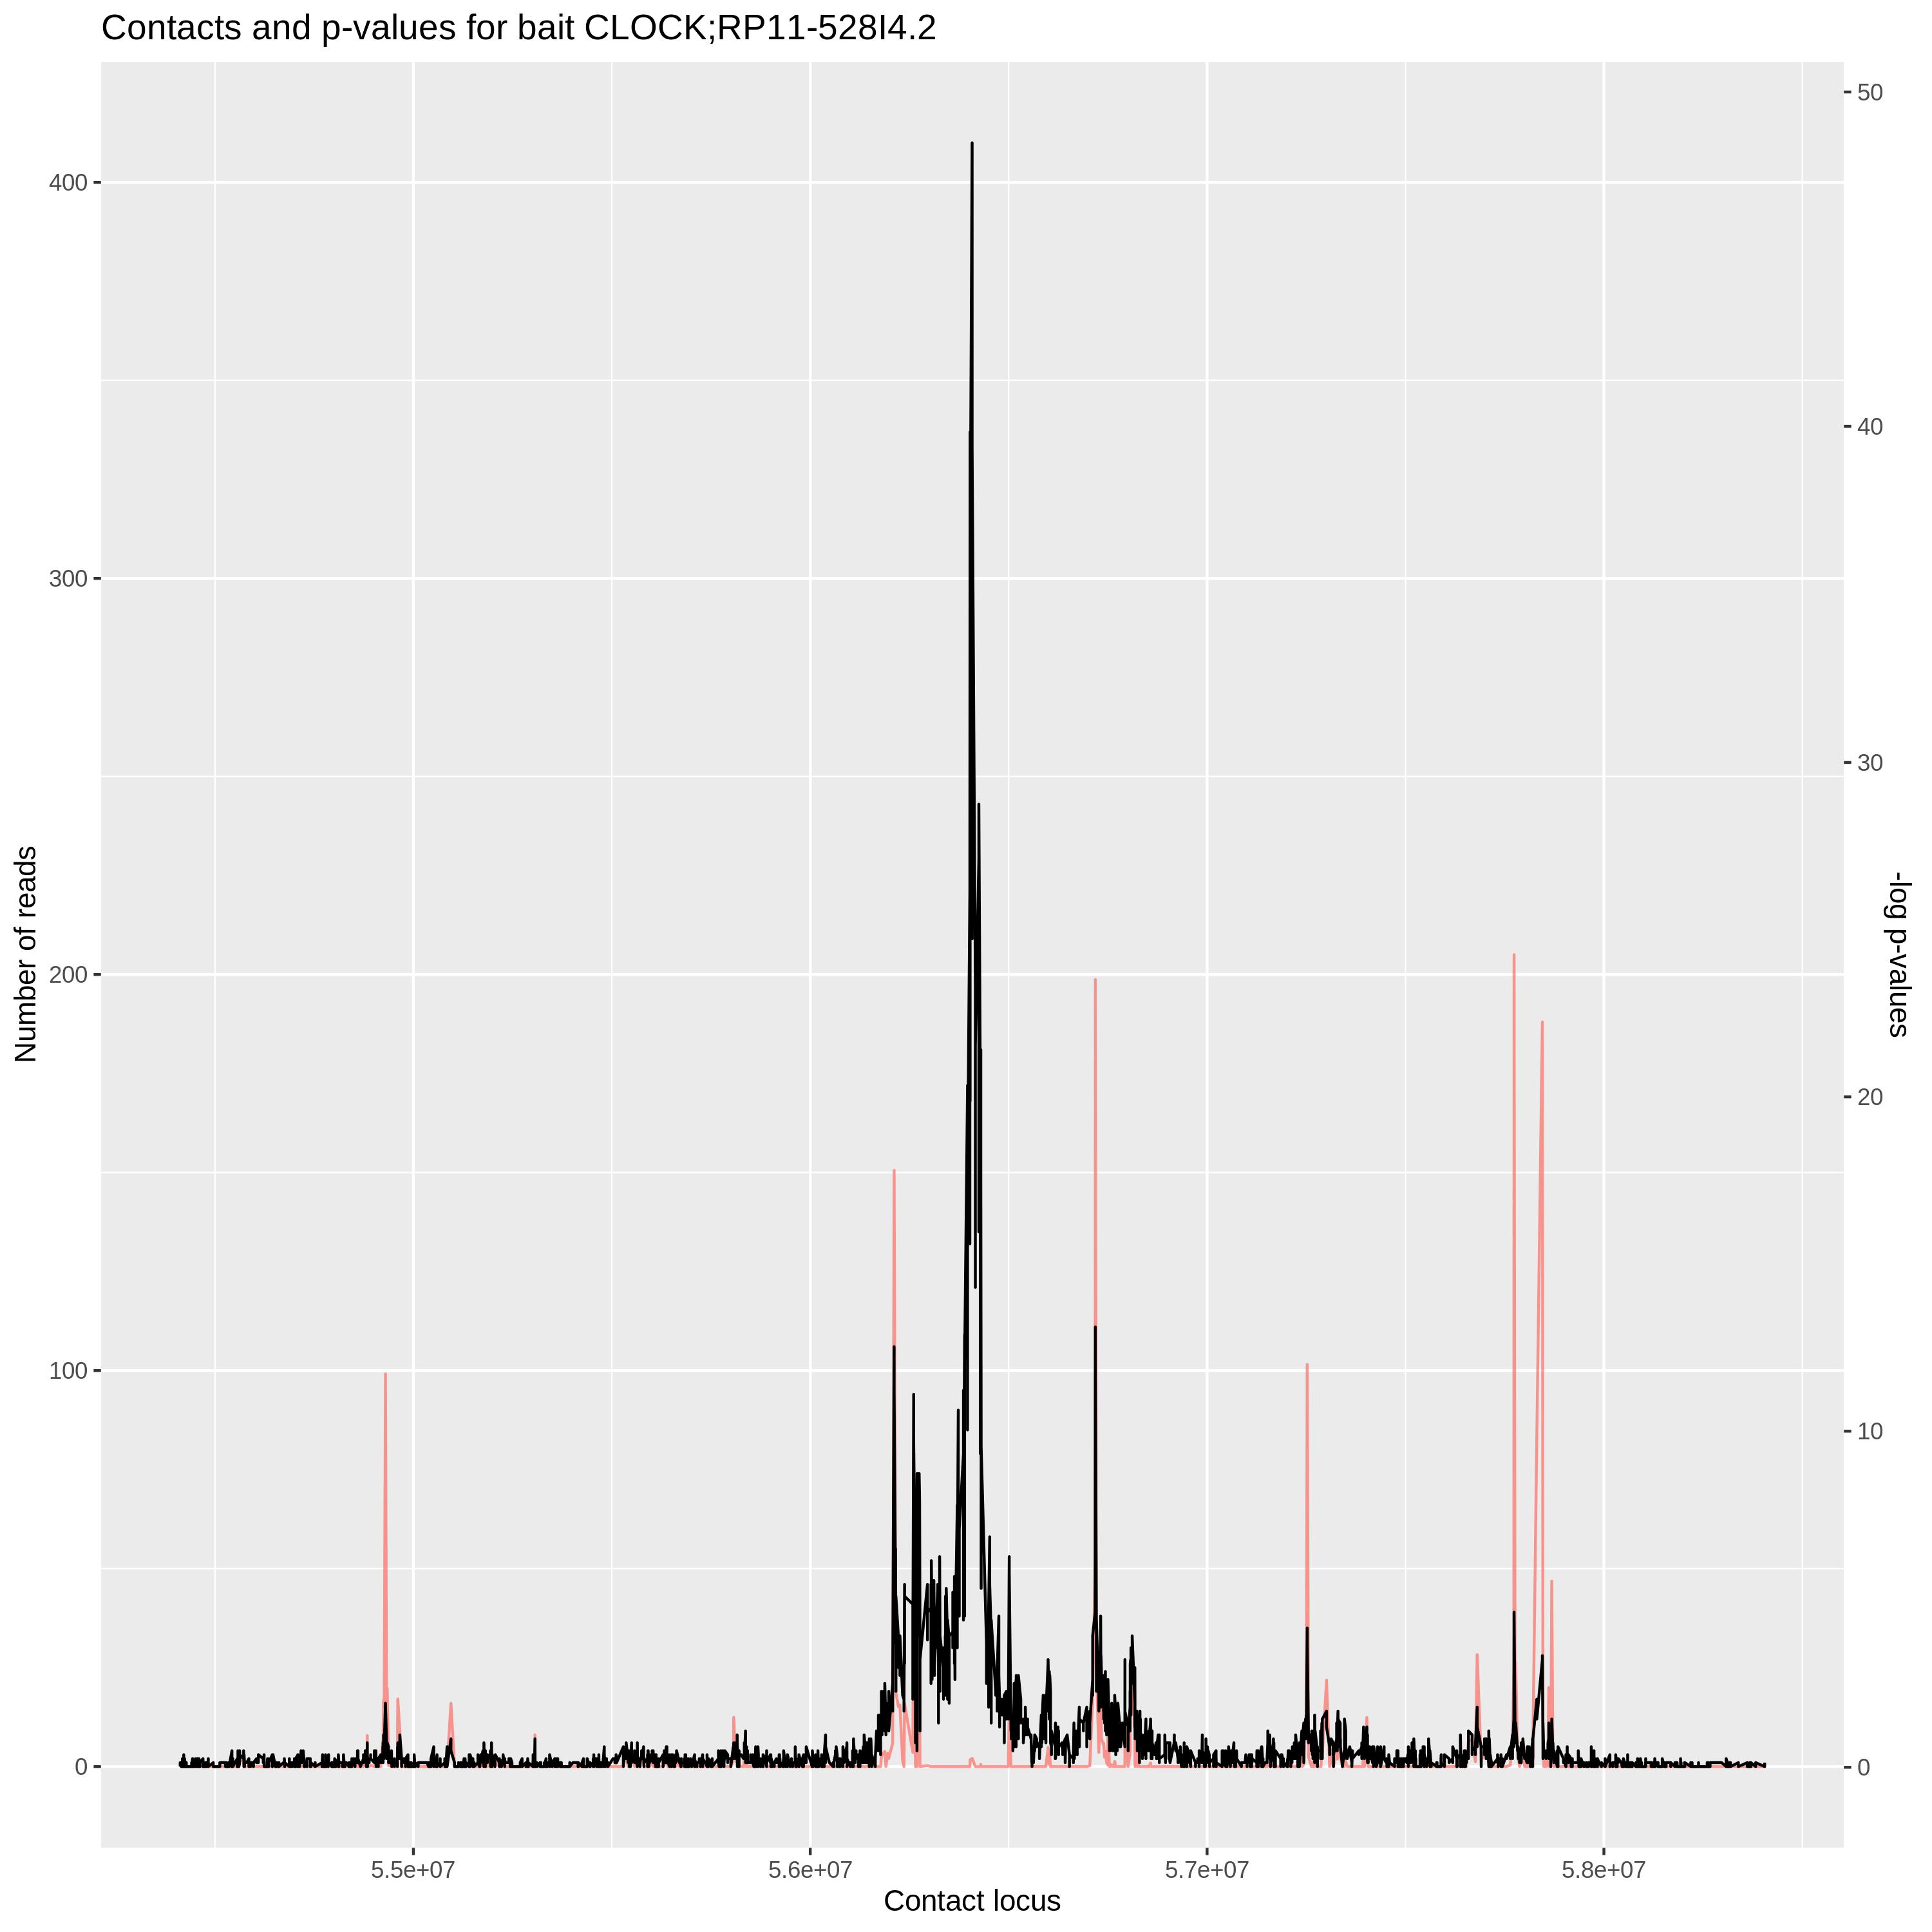 Contacts and p-values for bait CLOCK;RP11-528I4.2
50
400
40
300
30
Number of reads
-log p-values
200
20
100
10
0
0
5.5e+07 5.6e+07 5.7e+07 5.8e+07
Contact locus